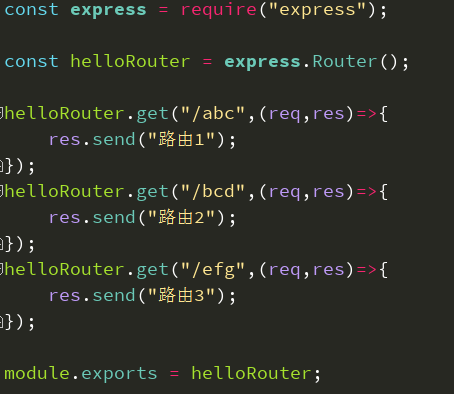 const express = require("express");
const helloRouter = express.Router();
helloRouter.get("/abc",(req,res)=>{
    res.send("路由1");
});
helloRouter.get("/bcd",(req,res)=>{
    res.send("路由2");
});
helloRouter.get("/efg",(req,res)=>{
    res.send("路由3");
});
module.exports = helloRouter;